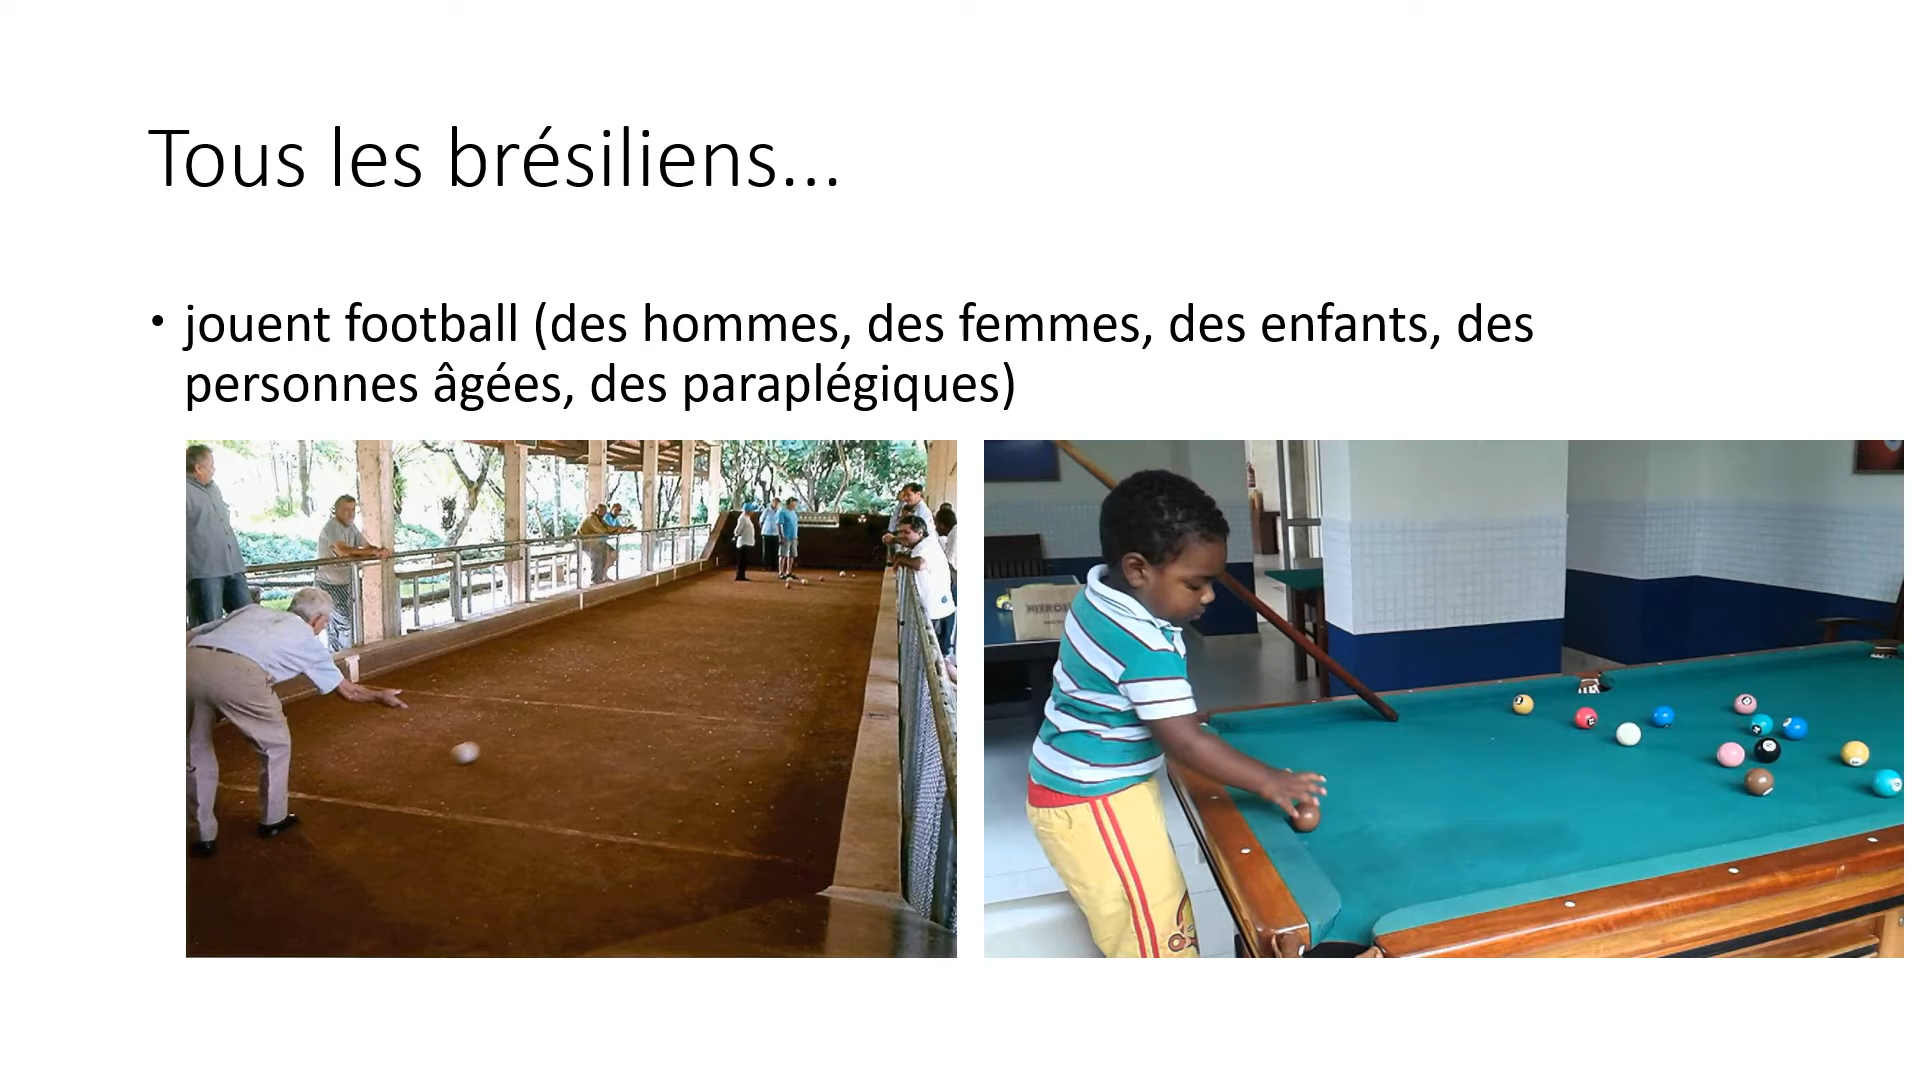 Tous les brésiliens...
• jouent football (des hommes, des femmes, des enfants, des
personnes âgées, des paraplégiques)